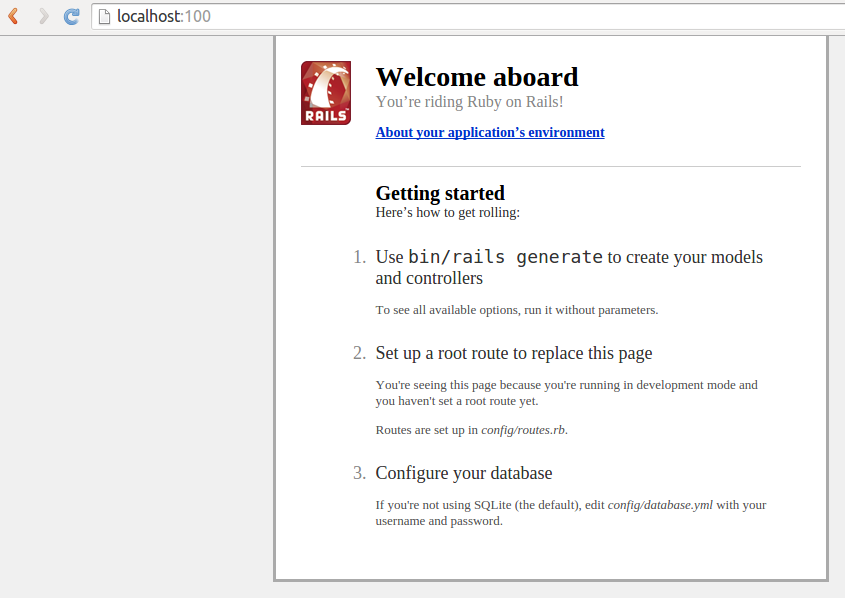 localhost:100
RAILS
Welcome aboard
You’re riding Ruby on Rails!
About your application’s environment
Getting started
Here’s how to get rolling:
1. Use bin/rails generate to create your models
and controllers
To see all available options, run it without parameters.
2. Set up a root route to replace this page
You're seeing this page because you're running in development mode and
you haven't set a root route yet.
Routes are set up in config/routes.rb.
3. Configure your database
If you're not using SQLite (the default), edit config/database.yml with your
username and password.